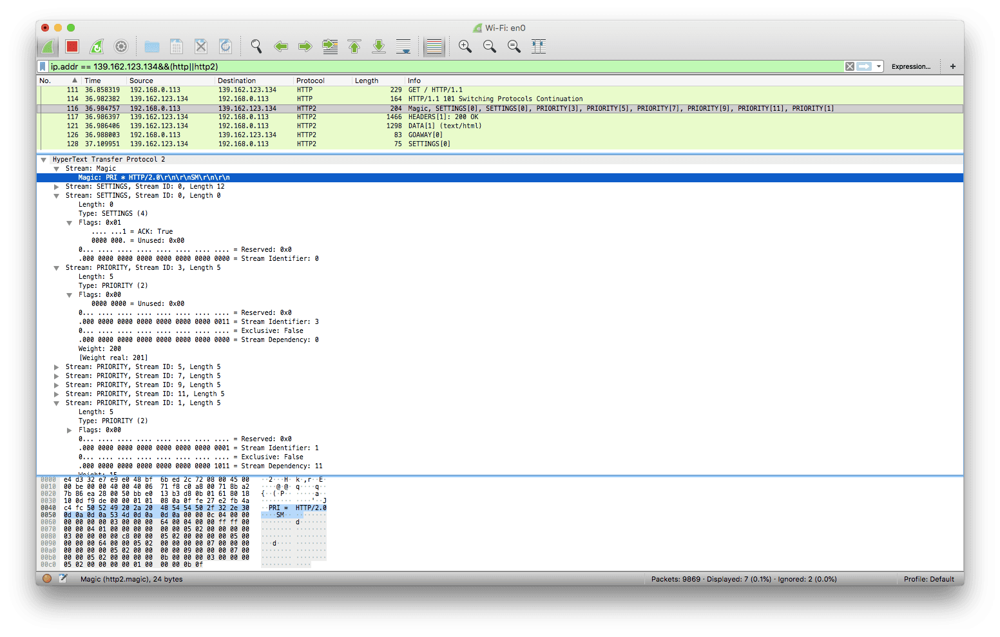 Wi-Fi: en0
ip.addr == 139.162.123.134&&(http||http2) Expression... +
No. Time Source Destination Protocol Length Info
111 36.858319 192.168.0.113 139.162.123.134 HTTP 229 GET / HTTP/1.1
114 36.982382 139.162.123.134 192.168.0.113 HTTP 164 HTTP/1.1 101 Switching Protocols Continuation
116 36.984757 192.168.0.113 139.162.123.134 HTTP2 204 Magic, SETTINGS[0], SETTINGS[0], PRIORITY[3], PRIORITY[5], PRIORITY[7], PRIORITY[9], PRIORITY[11], PRIORITY[1]
117 36.986397 139.162.123.134 192.168.0.113 HTTP2 1466 HEADERS[1]: 200 OK
121 36.986406 139.162.123.134 192.168.0.113 HTTP2 1298 DATA[1] (text/html)
126 36.988003 192.168.0.113 139.162.123.134 HTTP2 83 GOAWAY[0]
128 37.109951 139.162.123.134 192.168.0.113 HTTP2 75 SETTINGS[0]
HyperText Transfer Protocol 2
Stream: Magic
Magic: PRI * HTTP/2.0\r\n\r\nSM\r\n\r\n
Stream: SETTINGS, Stream ID: 0, Length 12
Stream: SETTINGS, Stream ID: 0, Length 0
Length: 0
Type: SETTINGS (4)
Flags: 0x01
.... ...1 = ACK: True
0000 000. = Unused: 0x00
0... .... .... .... .... .... .... .... = Reserved: 0x0
.000 0000 0000 0000 0000 0000 0000 0000 = Stream Identifier: 0
Stream: PRIORITY, Stream ID: 3, Length 5
Length: 5
Type: PRIORITY (2)
Flags: 0x00
0000 0000 = Unused: 0x00
0... .... .... .... .... .... .... .... = Reserved: 0x0
.000 0000 0000 0000 0000 0000 0000 0011 = Stream Identifier: 3
0... .... .... .... .... .... .... .... = Exclusive: False
.000 0000 0000 0000 0000 0000 0000 0000 = Stream Dependency: 0
Weight: 200
[Weight real: 201]
Stream: PRIORITY, Stream ID: 5, Length 5
Stream: PRIORITY, Stream ID: 7, Length 5
Stream: PRIORITY, Stream ID: 9, Length 5
Stream: PRIORITY, Stream ID: 11, Length 5
Stream: PRIORITY, Stream ID: 1, Length 5
Length: 5
Type: PRIORITY (2)
Flags: 0x00
0... .... .... .... .... .... .... .... = Reserved: 0x0
.000 0000 0000 0000 0000 0000 0000 0001 = Stream Identifier: 1
0... .... .... .... .... .... .... .... = Exclusive: False
.000 0000 0000 0000 0000 0000 0000 1011 = Stream Dependency: 11
Weight: 15
0000 e4 d3 32 e7 e9 e0 48 bf 6b ed 2c 72 08 00 45 00 ··2···H· k·,r··E·
0010 00 be 00 00 40 00 40 06 71 f8 c0 a8 00 71 8b a2 ····@·@· q····q··
0020 7b 86 ea 28 00 50 bb e0 13 b3 d8 0b 01 61 80 18 {··(·P·· ·····a··
0030 10 0d f9 de 00 00 01 01 08 0a 0f fe 27 e2 fb 4a ········ ····'··J
0040 c4 fc 50 52 49 20 2a 20 48 54 54 50 2f 32 2e 30 ··PRI * HTTP/2.0
0050 0d 0a 0d 0a 53 4d 0d 0a 0d 0a 00 00 0c 04 00 00 ····SM·· ········
0060 00 00 00 00 03 00 00 00 64 00 04 00 00 ff ff 00 ········ d·······
0070 00 00 04 01 00 00 00 00 00 00 05 02 00 00 00 00 ········ ········
0080 03 00 00 00 00 c8 00 00 05 02 00 00 00 00 05 00 ········ ········
0090 00 00 00 64 00 00 05 02 00 00 00 00 07 00 00 00 ···d···· ········
00a0 00 00 00 00 05 02 00 00 00 00 09 00 00 00 07 00 ········ ········
00b0 00 00 05 02 00 00 00 00 0b 00 00 00 03 00 00 00 ········ ········
00c0 05 02 00 00 00 00 01 00 00 00 0b 0f ········ ····
Magic (http2.magic), 24 bytes Packets: 9869 · Displayed: 7 (0.1%) · Ignored: 2 (0.0%) Profile: Default